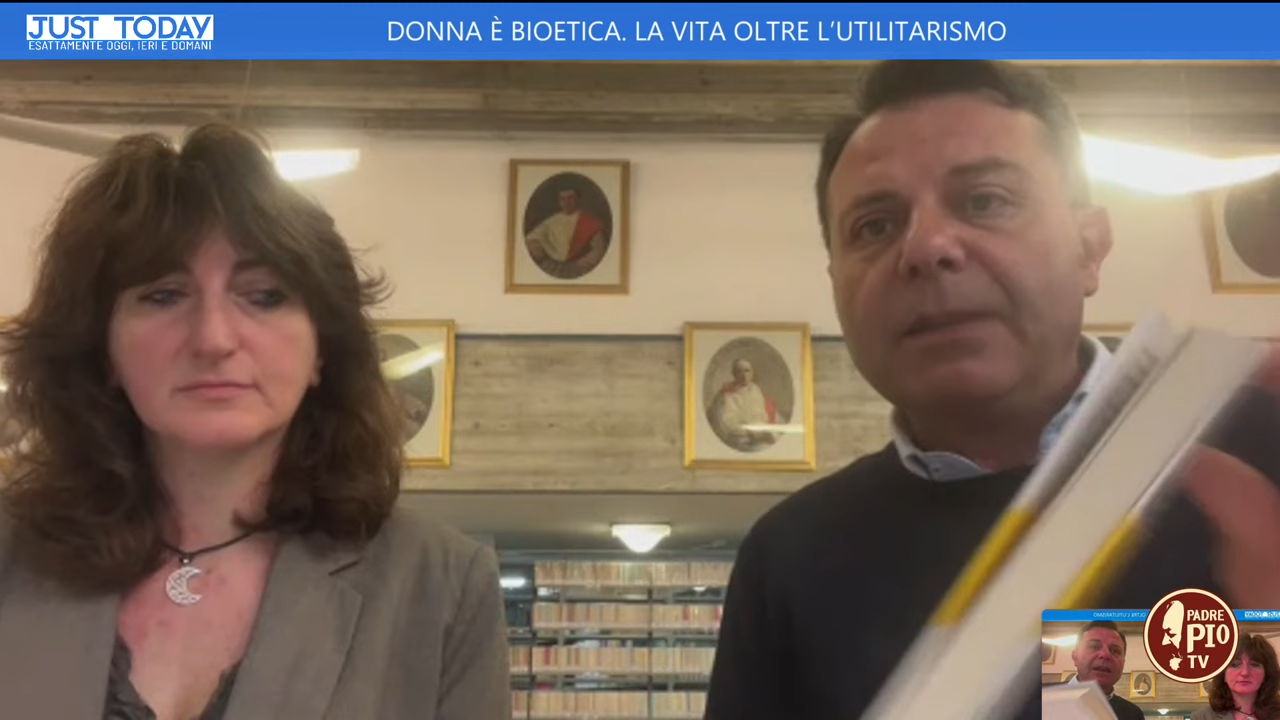 JUST TODAY
ESATTAMENTE OGGI, IERI E DOMANI
DONNA È BIOETICA. LA VITA OLTRE L'UTILITARISMO
PADRE
PIO
TV